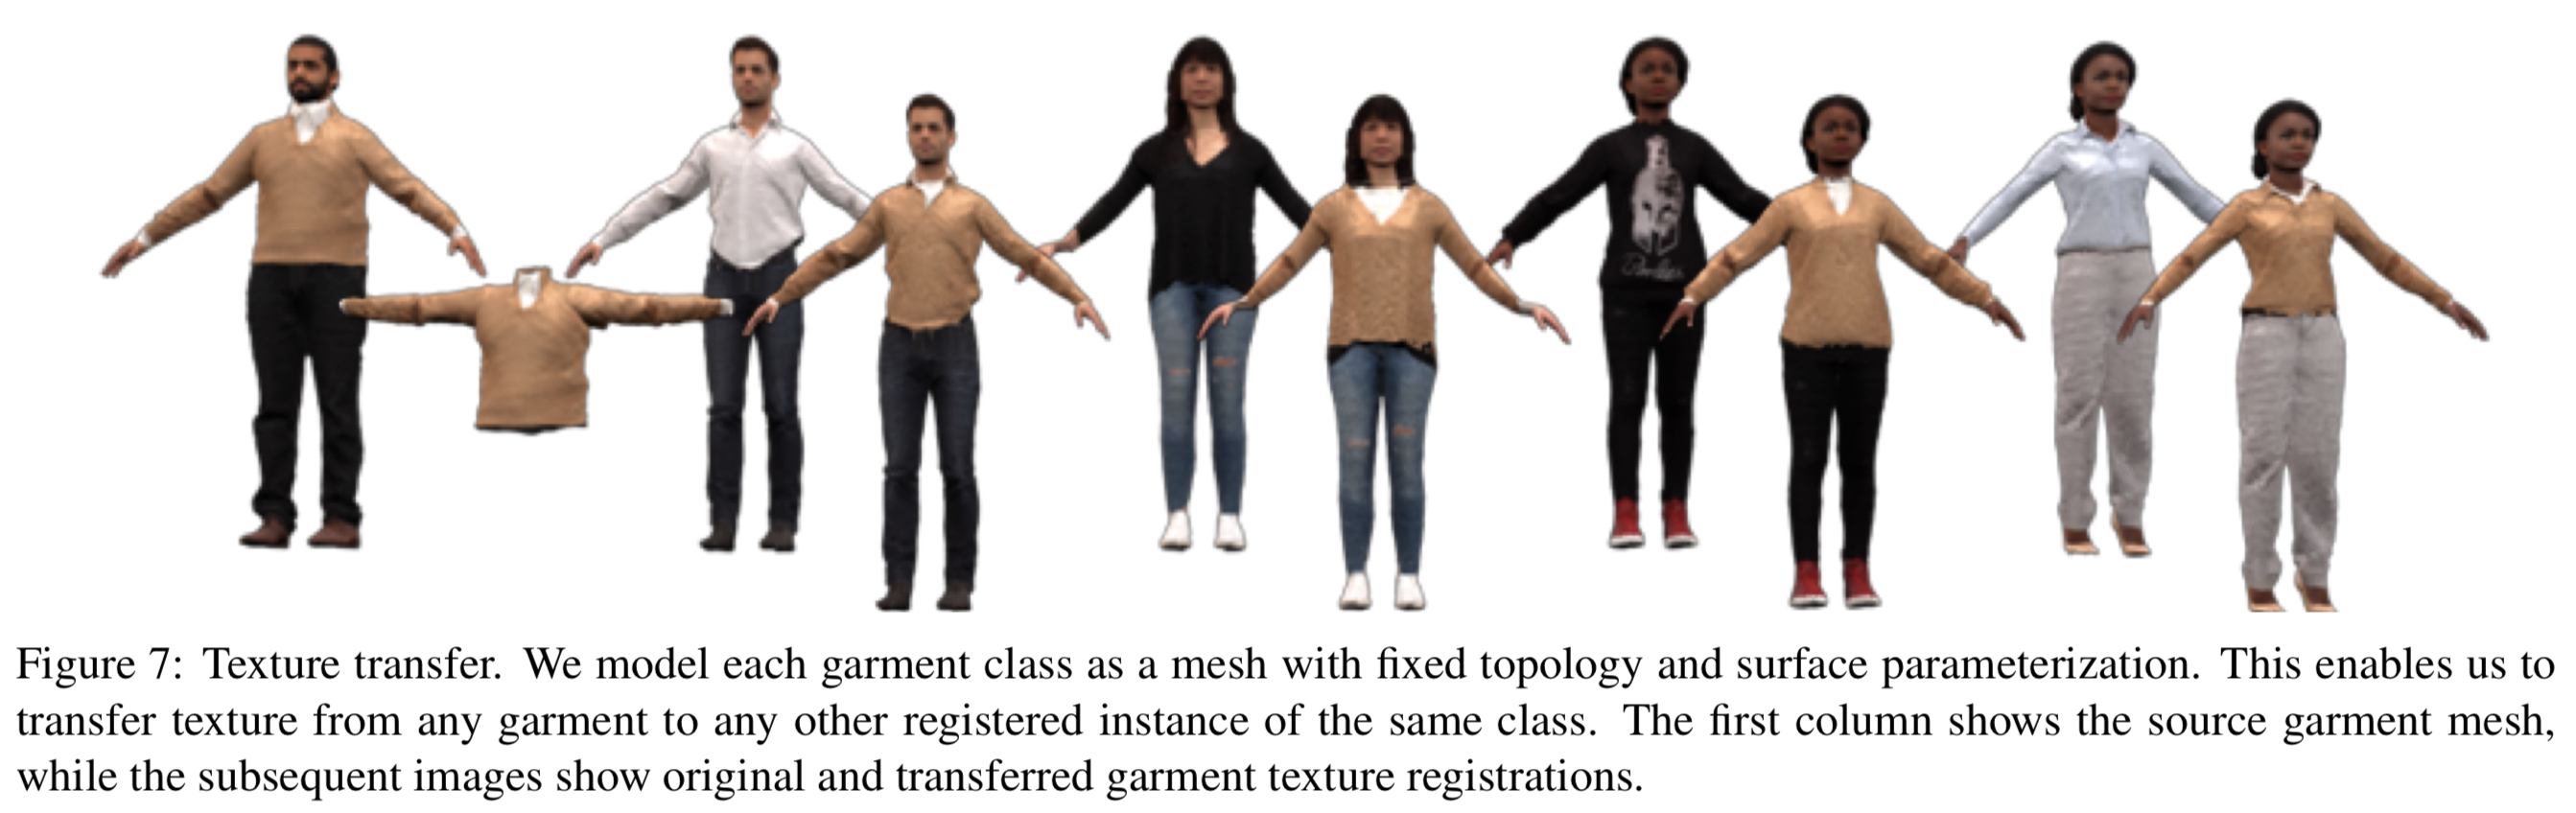 Figure 7: Texture transfer. We model each garment class as a mesh with fixed topology and surface parameterization. This enables us to
transfer texture from any garment to any other registered instance of the same class. The first column shows the source garment mesh,
while the subsequent images show original and transferred garment texture registrations.